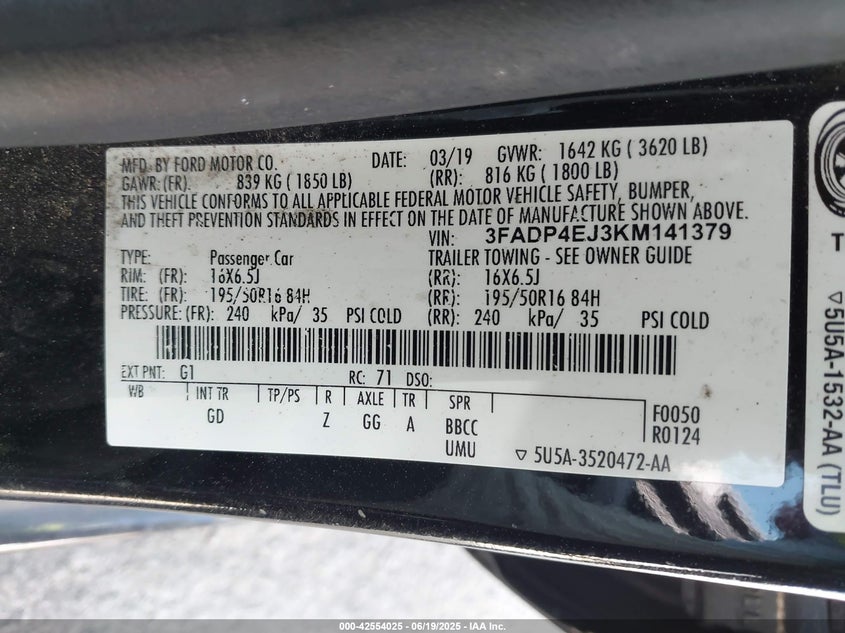 MFD. BY FORD MOTOR CO. DATE: 03/19 GVWR: 1642 KG ( 3620 LB)
GAWR: (FR). 839 KG ( 1850 LB) (RR): 816 KG ( 1800 LB)
THIS VEHICLE CONFORMS TO ALL APPLICABLE FEDERAL MOTOR VEHICLE SAFETY, BUMPER,
AND THEFT PREVENTION STANDARDS IN EFFECT ON THE DATE OF MANUFACTURE SHOWN ABOVE.
VIN: 3FADP4EJ3KM141379
TYPE: Passenger Car TRAILER TOWING - SEE OWNER GUIDE
RIM: (FR) 16X6.5J (RR): 16X6.5J
TIRE: (FR) 195/50R16 84H (RR): 195/50R16 84H
PRESSURE: (FR): 240 kPa/ 35 PSI COLD (RR): 240 kPa/ 35 PSI COLD
EXT PNT: G1 RC: 71 DSO:
WB INT TR TP/PS R AXLE TR SPR F0050
GD Z GG A BBCC R0124
UMU ▽ 5U5A-3520472-AA
T
▽5U5A-1532-AA (TLU)
000-42554025 - 06/19/2025 - IAA Inc.